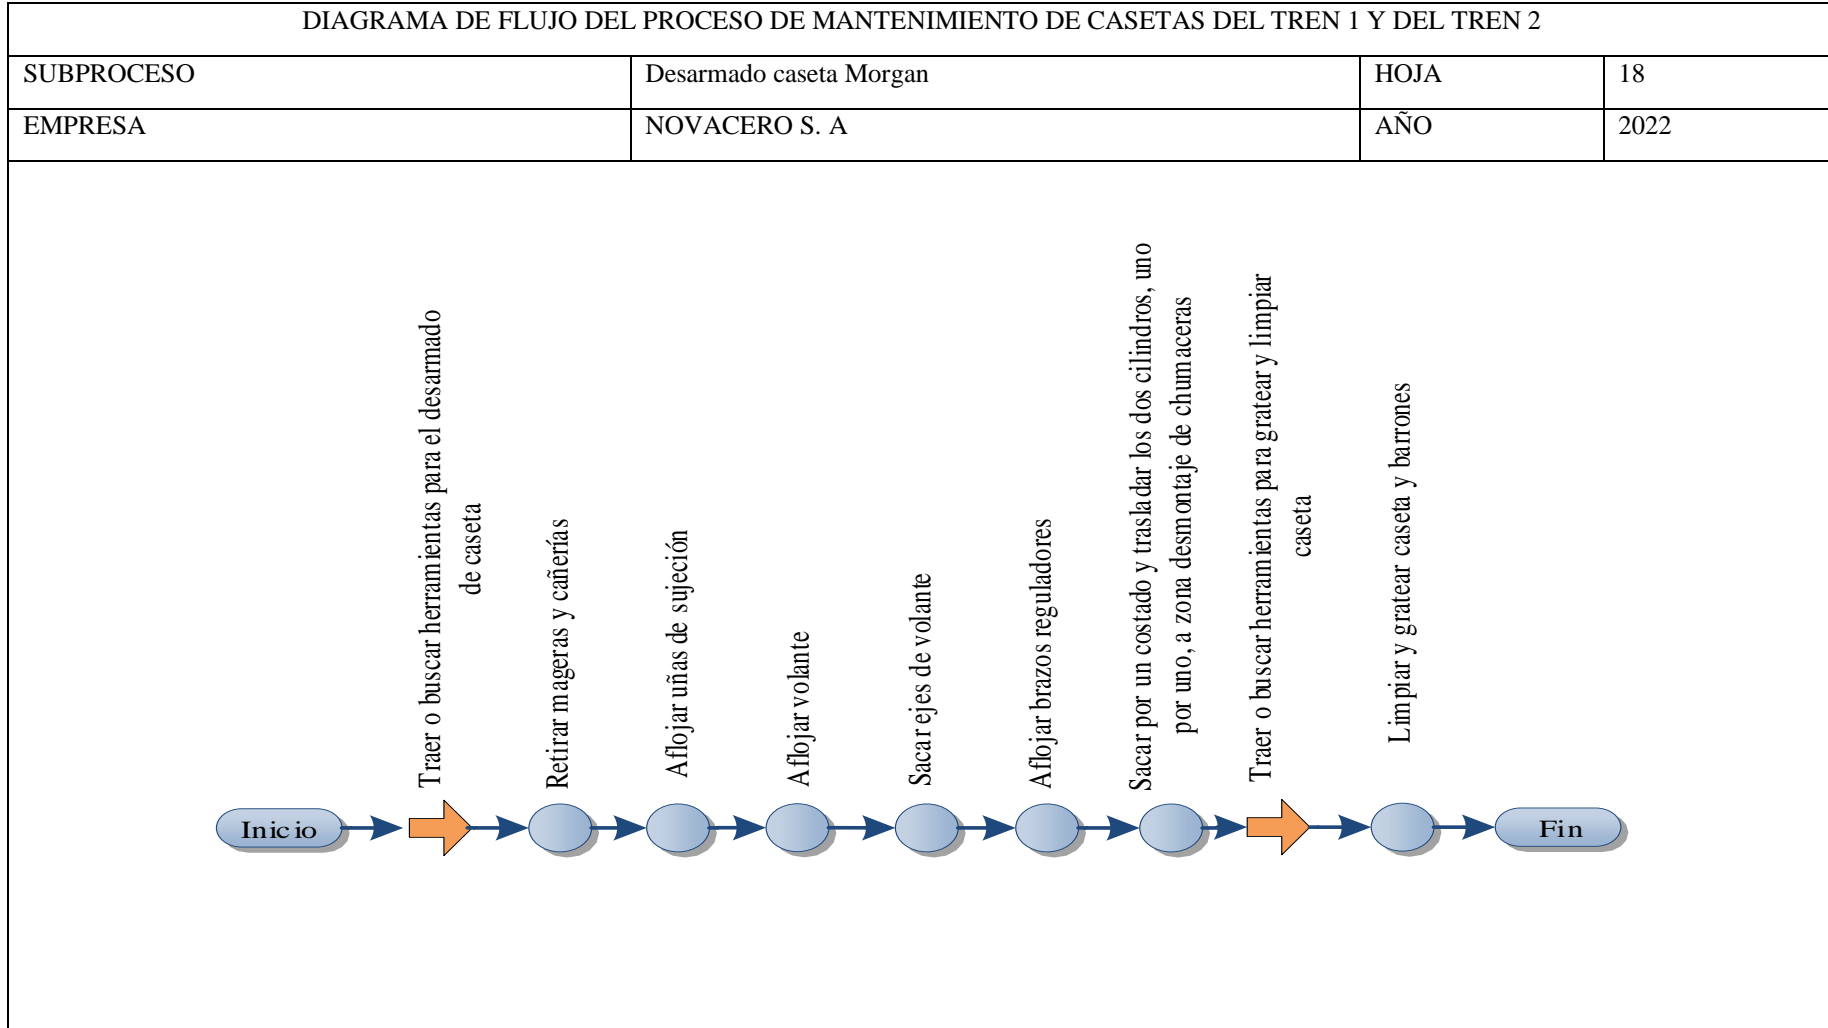 DIAGRAMA DE FLUJO DEL PROCESO DE MANTENIMIENTO DE CASETAS DEL TREN 1 Y DEL TREN 2
SUBPROCESO Desarmado caseta Morgan HOJA 18
EMPRESA NOVACERO S. A AÑO 2022
Inicio
Traer o buscar herramientas para el desarmado
de caseta
Retirar mageras y cañerías
Aflojar uñas de sujeción
Aflojar volante
Sacar ejes de volante
Aflojar brazos reguladores
Sacar por un costado y trasladar los dos cilindros, uno
por uno, a zona desmontaje de chumaceras
Traer o buscar herramientas para gratear y limpiar
caseta
Limpiar y gratear caseta y barrones
Fin